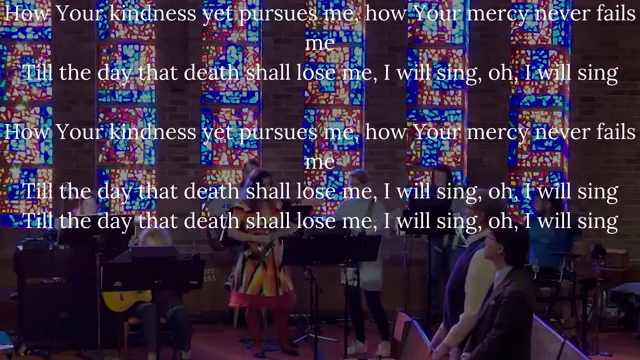 How Your kindness yet pursues me, how Your mercy never fails
me
Till the day that death shall lose me, I will sing, oh, I will sing
How Your kindness yet pursues me, how Your mercy never fails
me
Till the day that death shall lose me, I will sing, oh, I will sing
Till the day that death shall lose me, I will sing, oh, I will sing